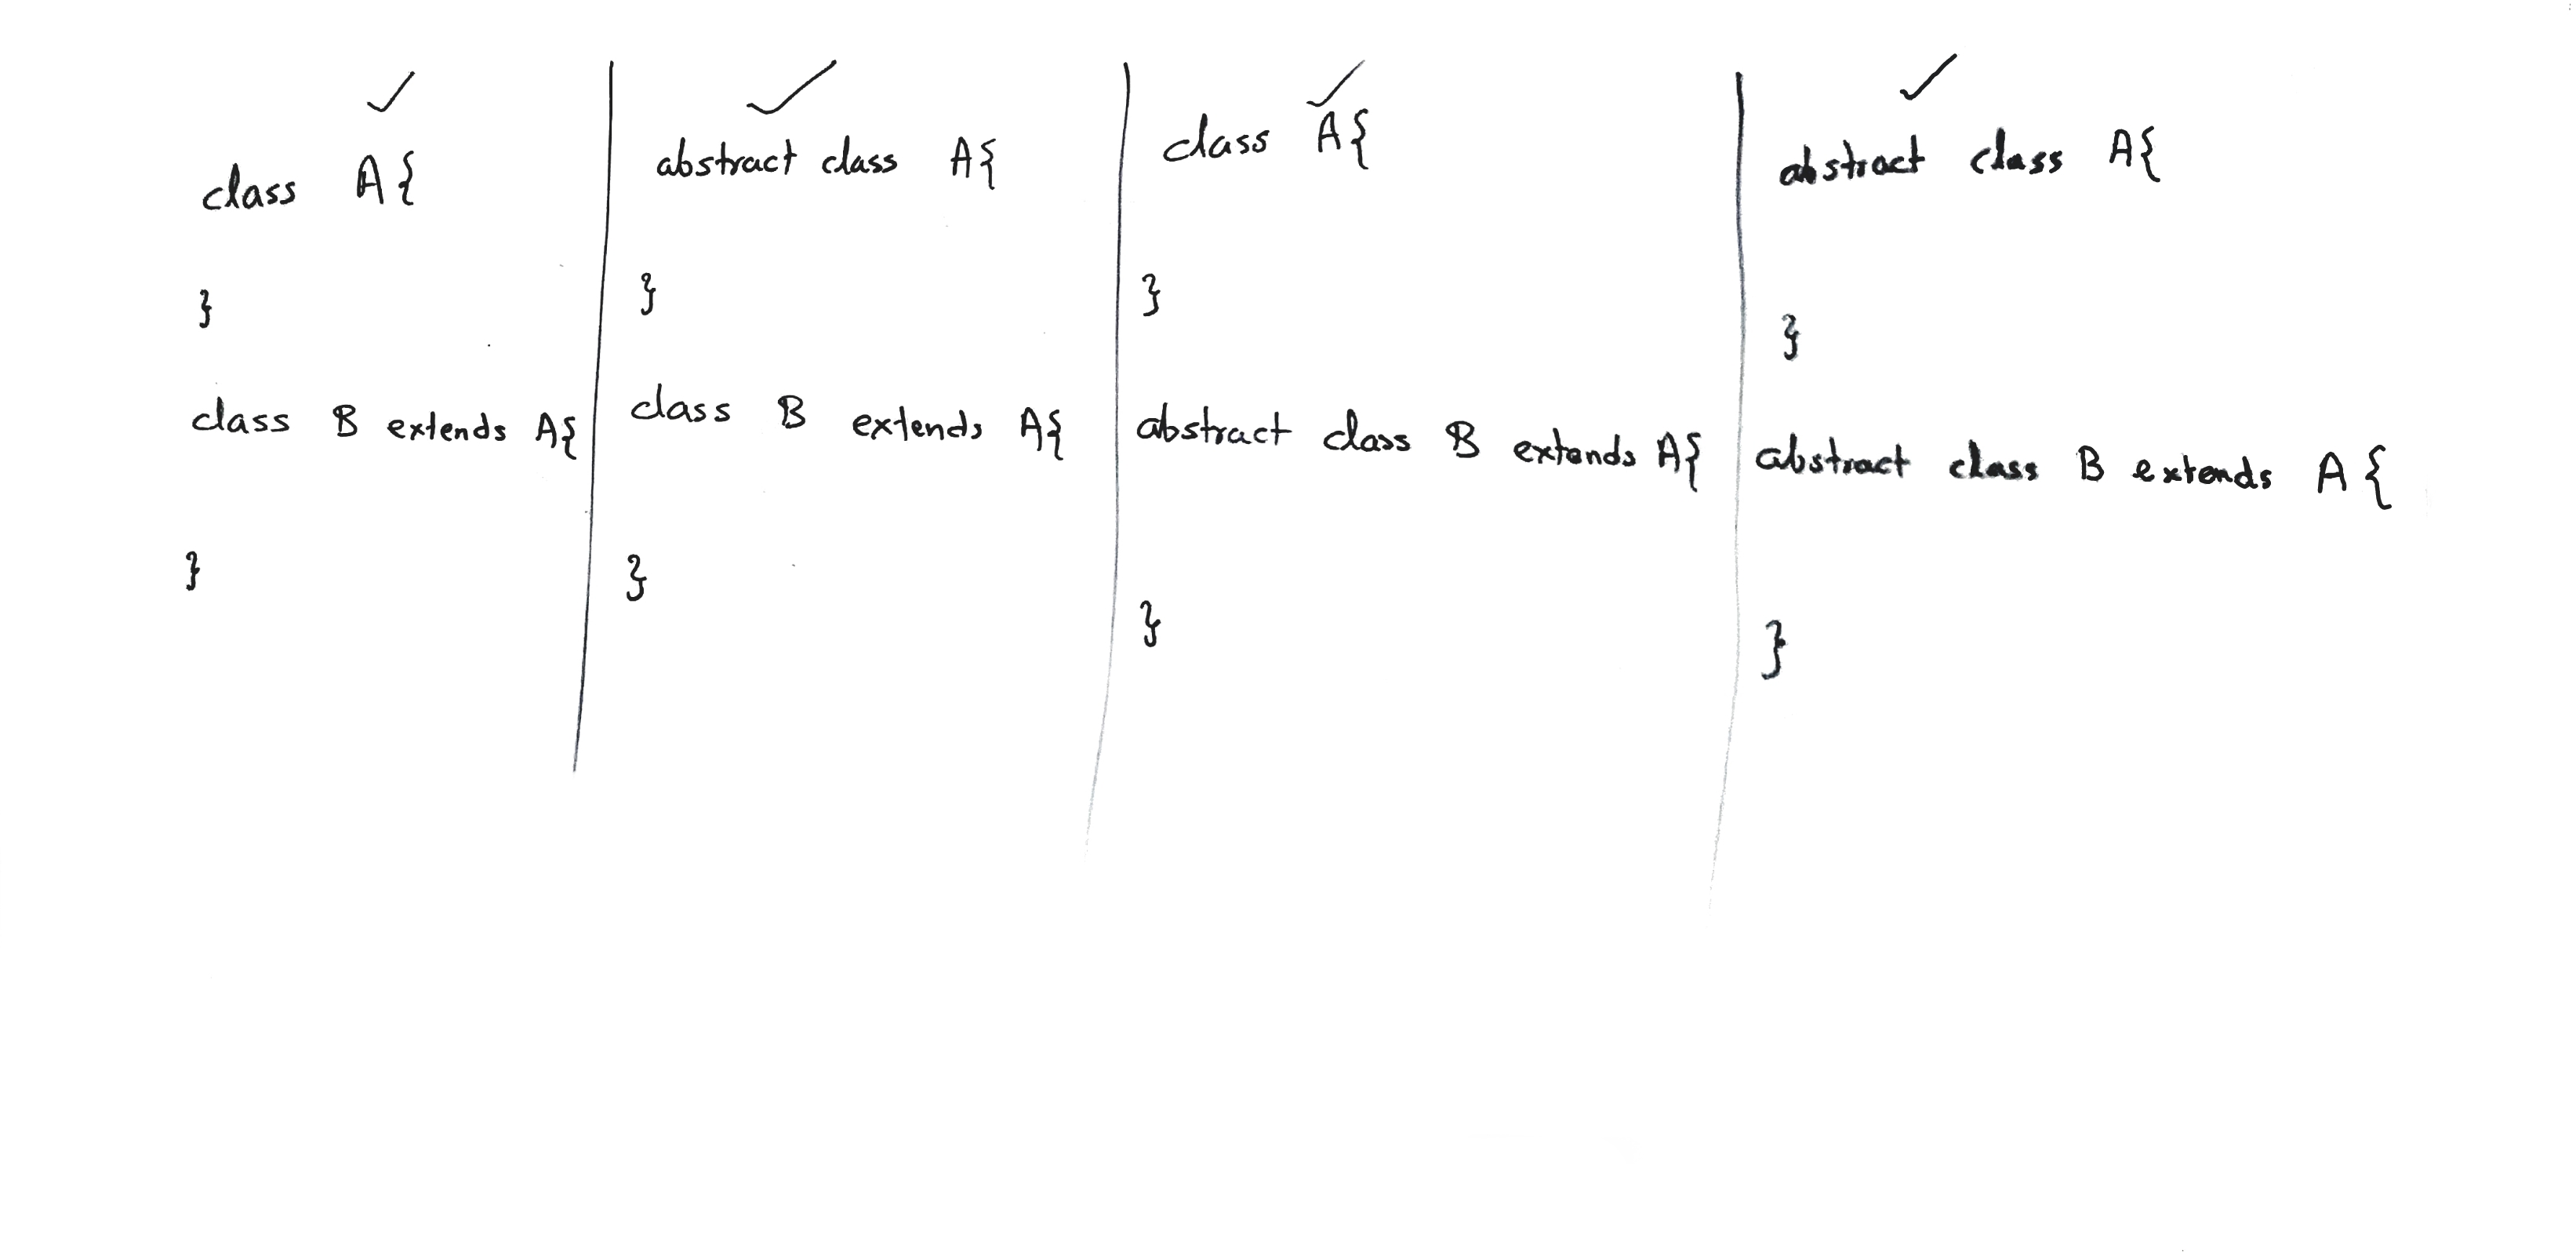 class A{
}
class B extends A{
}
abstract class A{
}
class B extends A{
}
class A{
}
abstract class B extends A{
}
abstract class A{
}
abstract class B extends A{
}